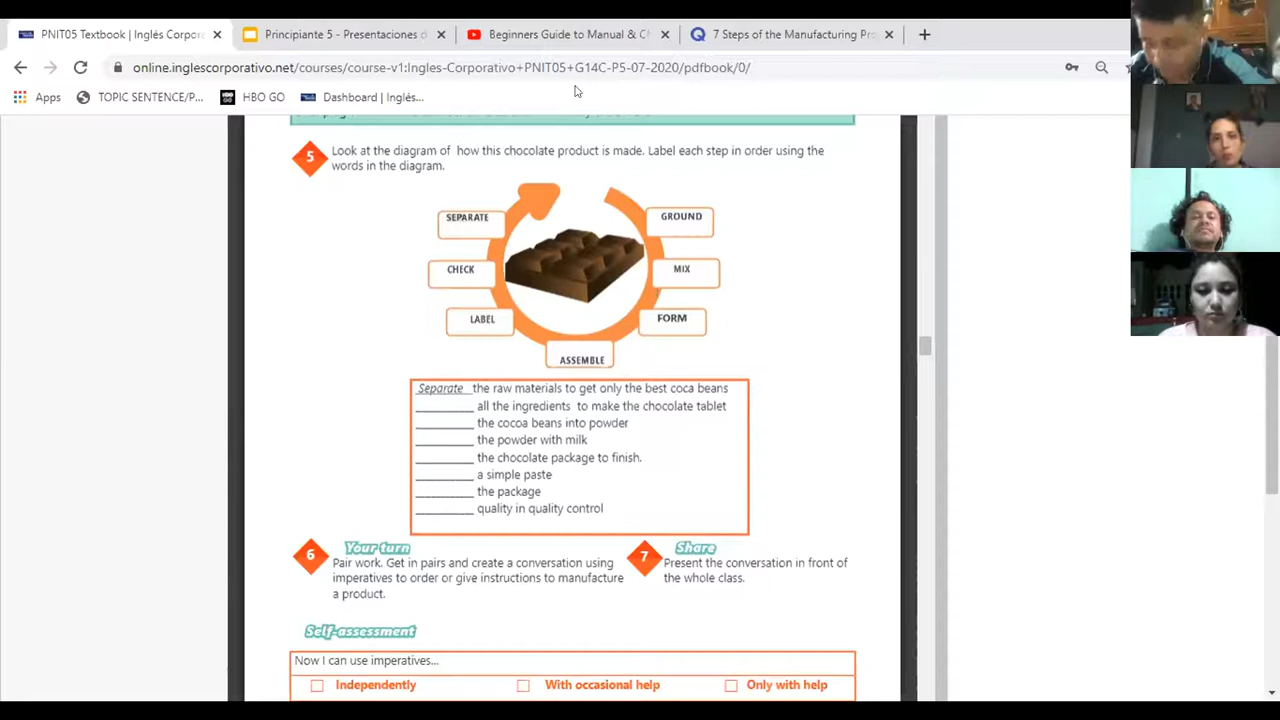 PNIT05 Textbook | Inglés Corpor
Principiante 5 - Presentaciones d
Beginners Guide to Manual & C
7 Steps of the Manufacturing Pro
online.inglescorporativo.net/courses/course-v1:Ingles-Corporativo+PNIT05+G14C-P5-07-2020/pdfbook/0/
Apps
TOPIC SENTENCE/P...
HBO GO
Dashboard | Inglés...
5
Look at the diagram of how this chocolate product is made. Label each step in order using the
words in the diagram.
SEPARATE
GROUND
CHECK
MIX
LABEL
FORM
ASSEMBLE
Separate the raw materials to get only the best coca beans
________ all the ingredients to make the chocolate tablet
________ the cocoa beans into powder
________ the powder with milk
________ the chocolate package to finish.
________ a simple paste
________ the package
________ quality in quality control
6
Your turn
Pair work. Get in pairs and create a conversation using
imperatives to order or give instructions to manufacture
a product.
7
Share
Present the conversation in front of
the whole class.
Self-assessment
Now I can use imperatives...
Independently
With occasional help
Only with help